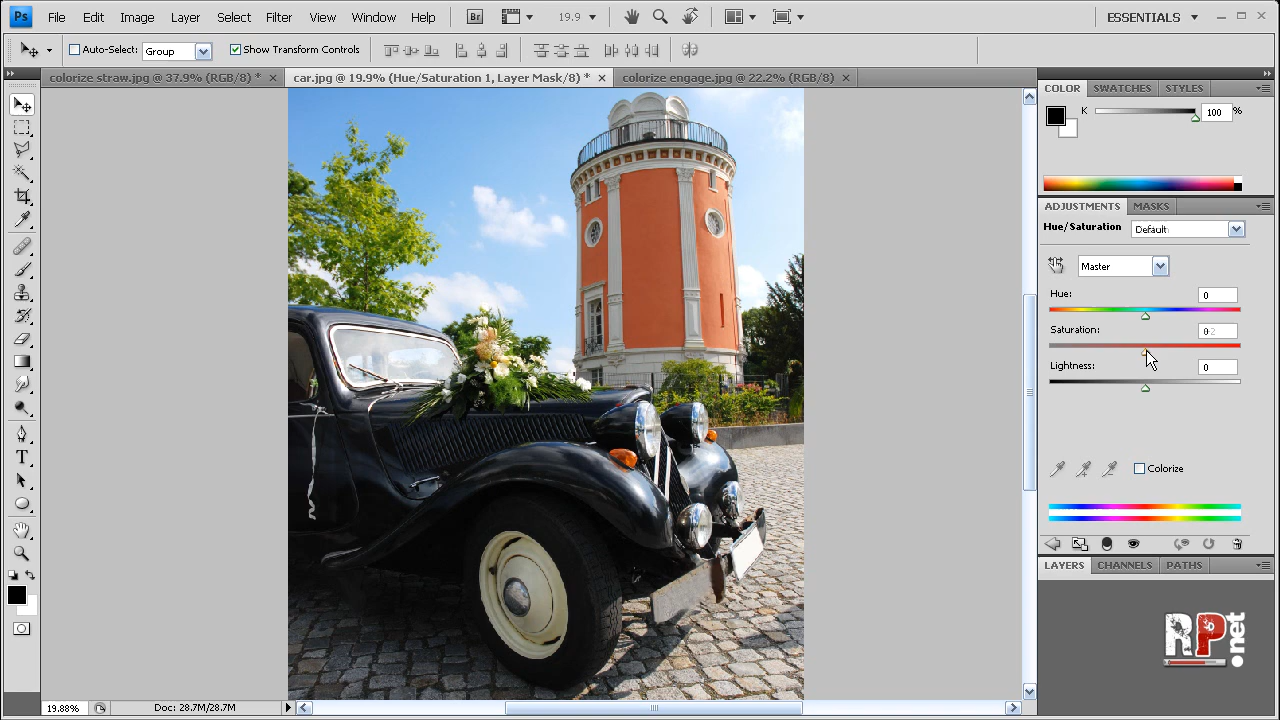 Ps File Edit Image Layer Select Filter View Window Help Br 19.9 ESSENTIALS
Auto-Select: Group Show Transform Controls
colorize straw.jpg @ 37.9% (RGB/8) * × car.jpg @ 19.9% (Hue/Saturation 1, Layer Mask/8) * × colorize engage.jpg @ 22.2% (RGB/8) ×
COLOR SWATCHES STYLES
K 100 %
ADJUSTMENTS MASKS
Hue/Saturation Default
Master
Hue: 0
Saturation:
Lightness: 0
Colorize
LAYERS CHANNELS PATHS
RP.net
T
19.88% Doc: 28.7M/28.7M